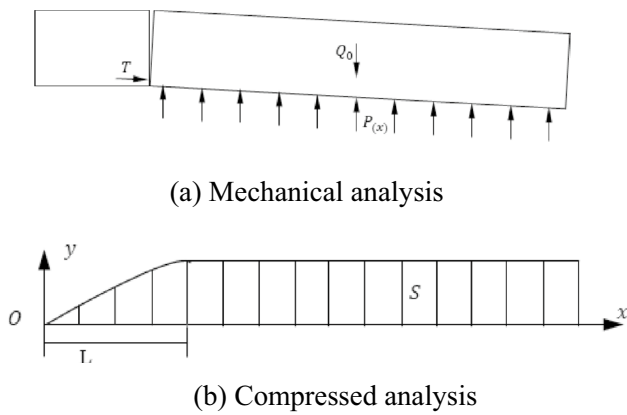 T
Q₀
P₍ₓ₎
(a) Mechanical analysis
y
S
O
x
L
(b) Compressed analysis